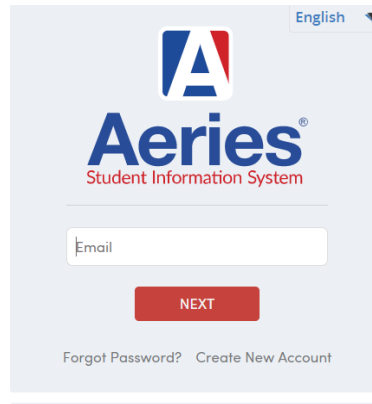 English
A
Aeries®
Student Information System
Email
NEXT
Forgot Password? Create New Account